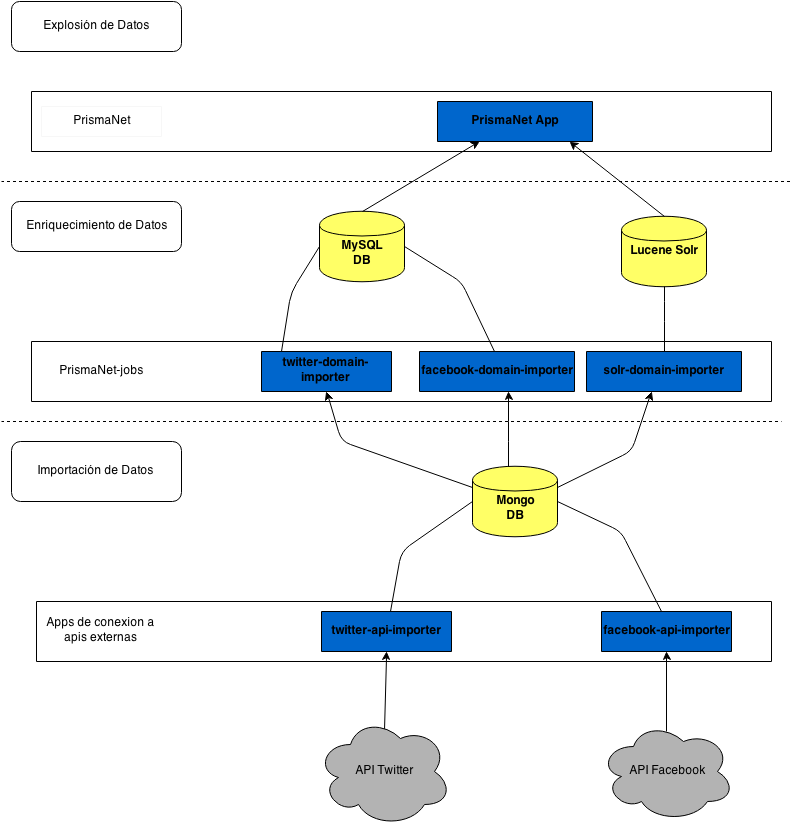 Explosión de Datos
PrismaNet
PrismaNet App
Enriquecimiento de Datos
MySQL
DB
Lucene Solr
PrismaNet-jobs
twitter-domain-
importer
facebook-domain-importer
solr-domain-importer
Importación de Datos
Mongo
DB
Apps de conexion a
apis externas
twitter-api-importer
facebook-api-importer
API Twitter
API Facebook